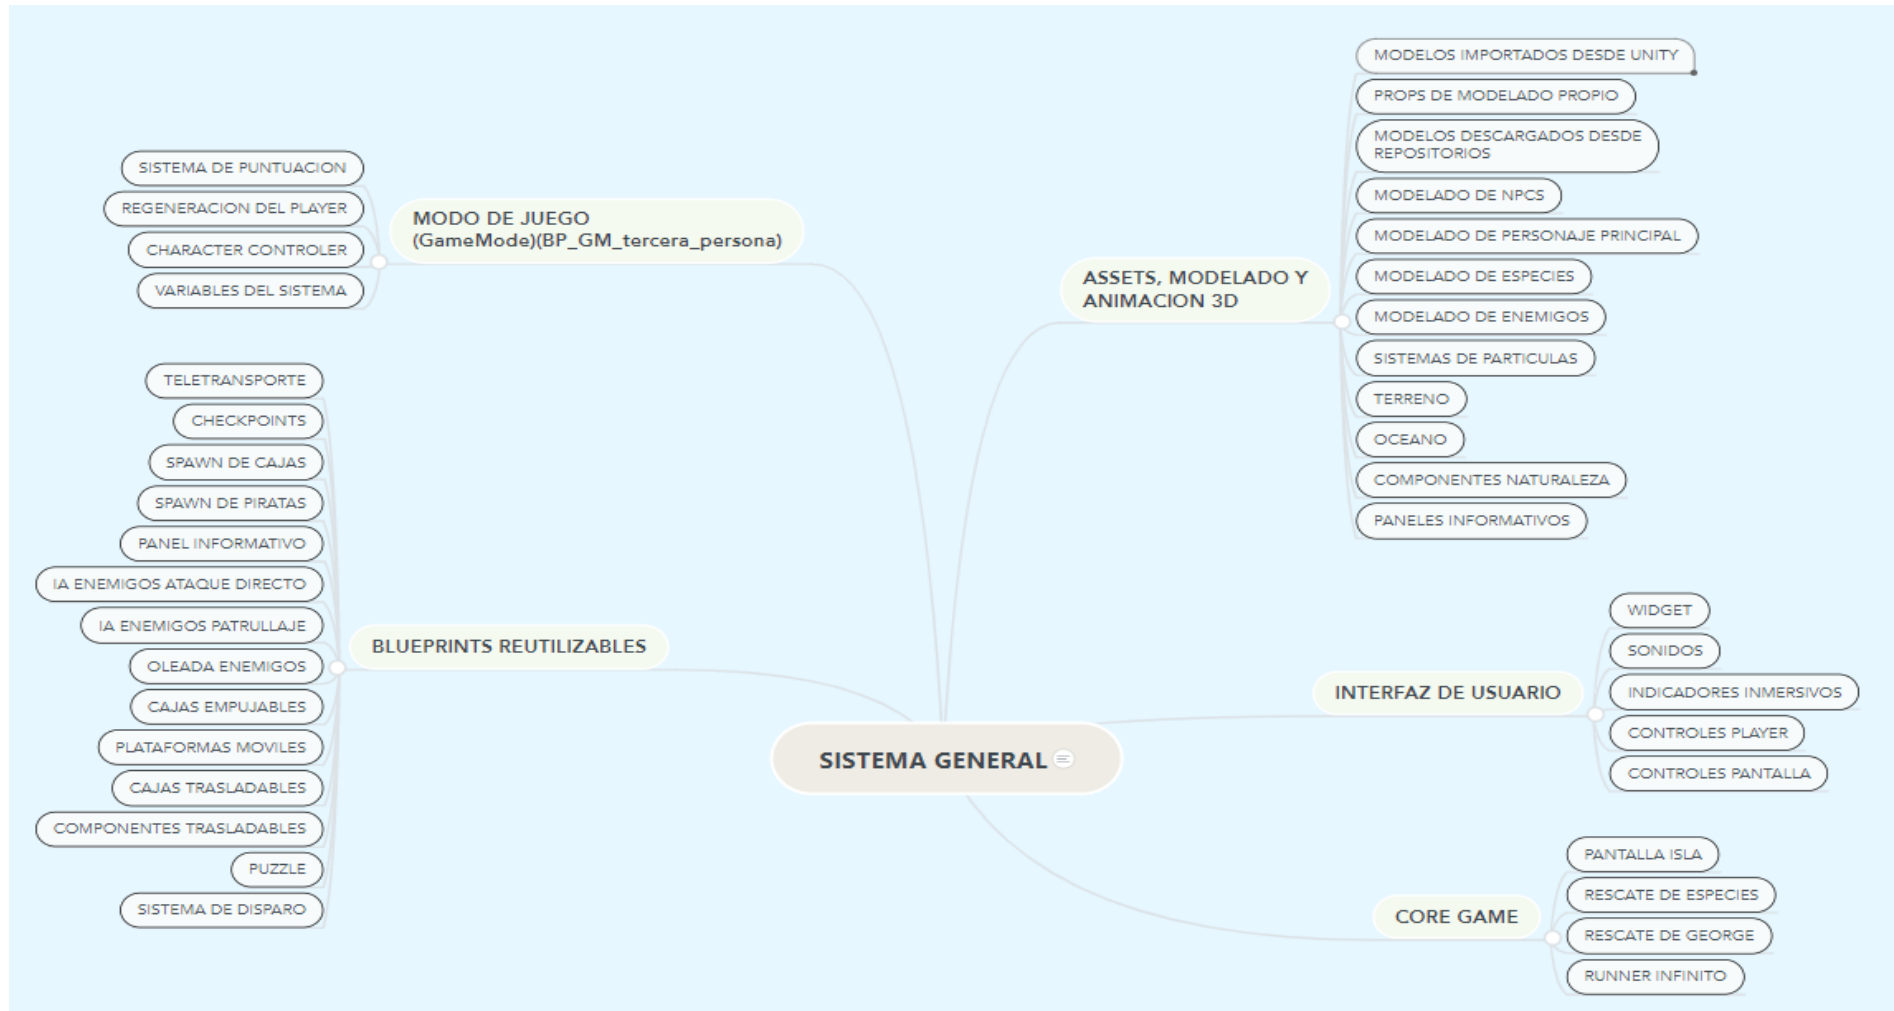 SISTEMA GENERAL
MODO DE JUEGO
(GameMode)(BP_GM_tercera_persona)
SISTEMA DE PUNTUACION
REGENERACION DEL PLAYER
CHARACTER CONTROLER
VARIABLES DEL SISTEMA
BLUEPRINTS REUTILIZABLES
TELETRANSPORTE
CHECKPOINTS
SPAWN DE CAJAS
SPAWN DE PIRATAS
PANEL INFORMATIVO
IA ENEMIGOS ATAQUE DIRECTO
IA ENEMIGOS PATRULLAJE
OLEADA ENEMIGOS
CAJAS EMPUJABLES
PLATAFORMAS MOVILES
CAJAS TRASLADABLES
COMPONENTES TRASLADABLES
PUZZLE
SISTEMA DE DISPARO
ASSETS, MODELADO Y
ANIMACION 3D
MODELOS IMPORTADOS DESDE UNITY
PROPS DE MODELADO PROPIO
MODELOS DESCARGADOS DESDE
REPOSITORIOS
MODELADO DE NPCS
MODELADO DE PERSONAJE PRINCIPAL
MODELADO DE ESPECIES
MODELADO DE ENEMIGOS
SISTEMAS DE PARTICULAS
TERRENO
OCEANO
COMPONENTES NATURALEZA
PANELES INFORMATIVOS
INTERFAZ DE USUARIO
WIDGET
SONIDOS
INDICADORES INMERSIVOS
CONTROLES PLAYER
CONTROLES PANTALLA
CORE GAME
PANTALLA ISLA
RESCATE DE ESPECIES
RESCATE DE GEORGE
RUNNER INFINITO